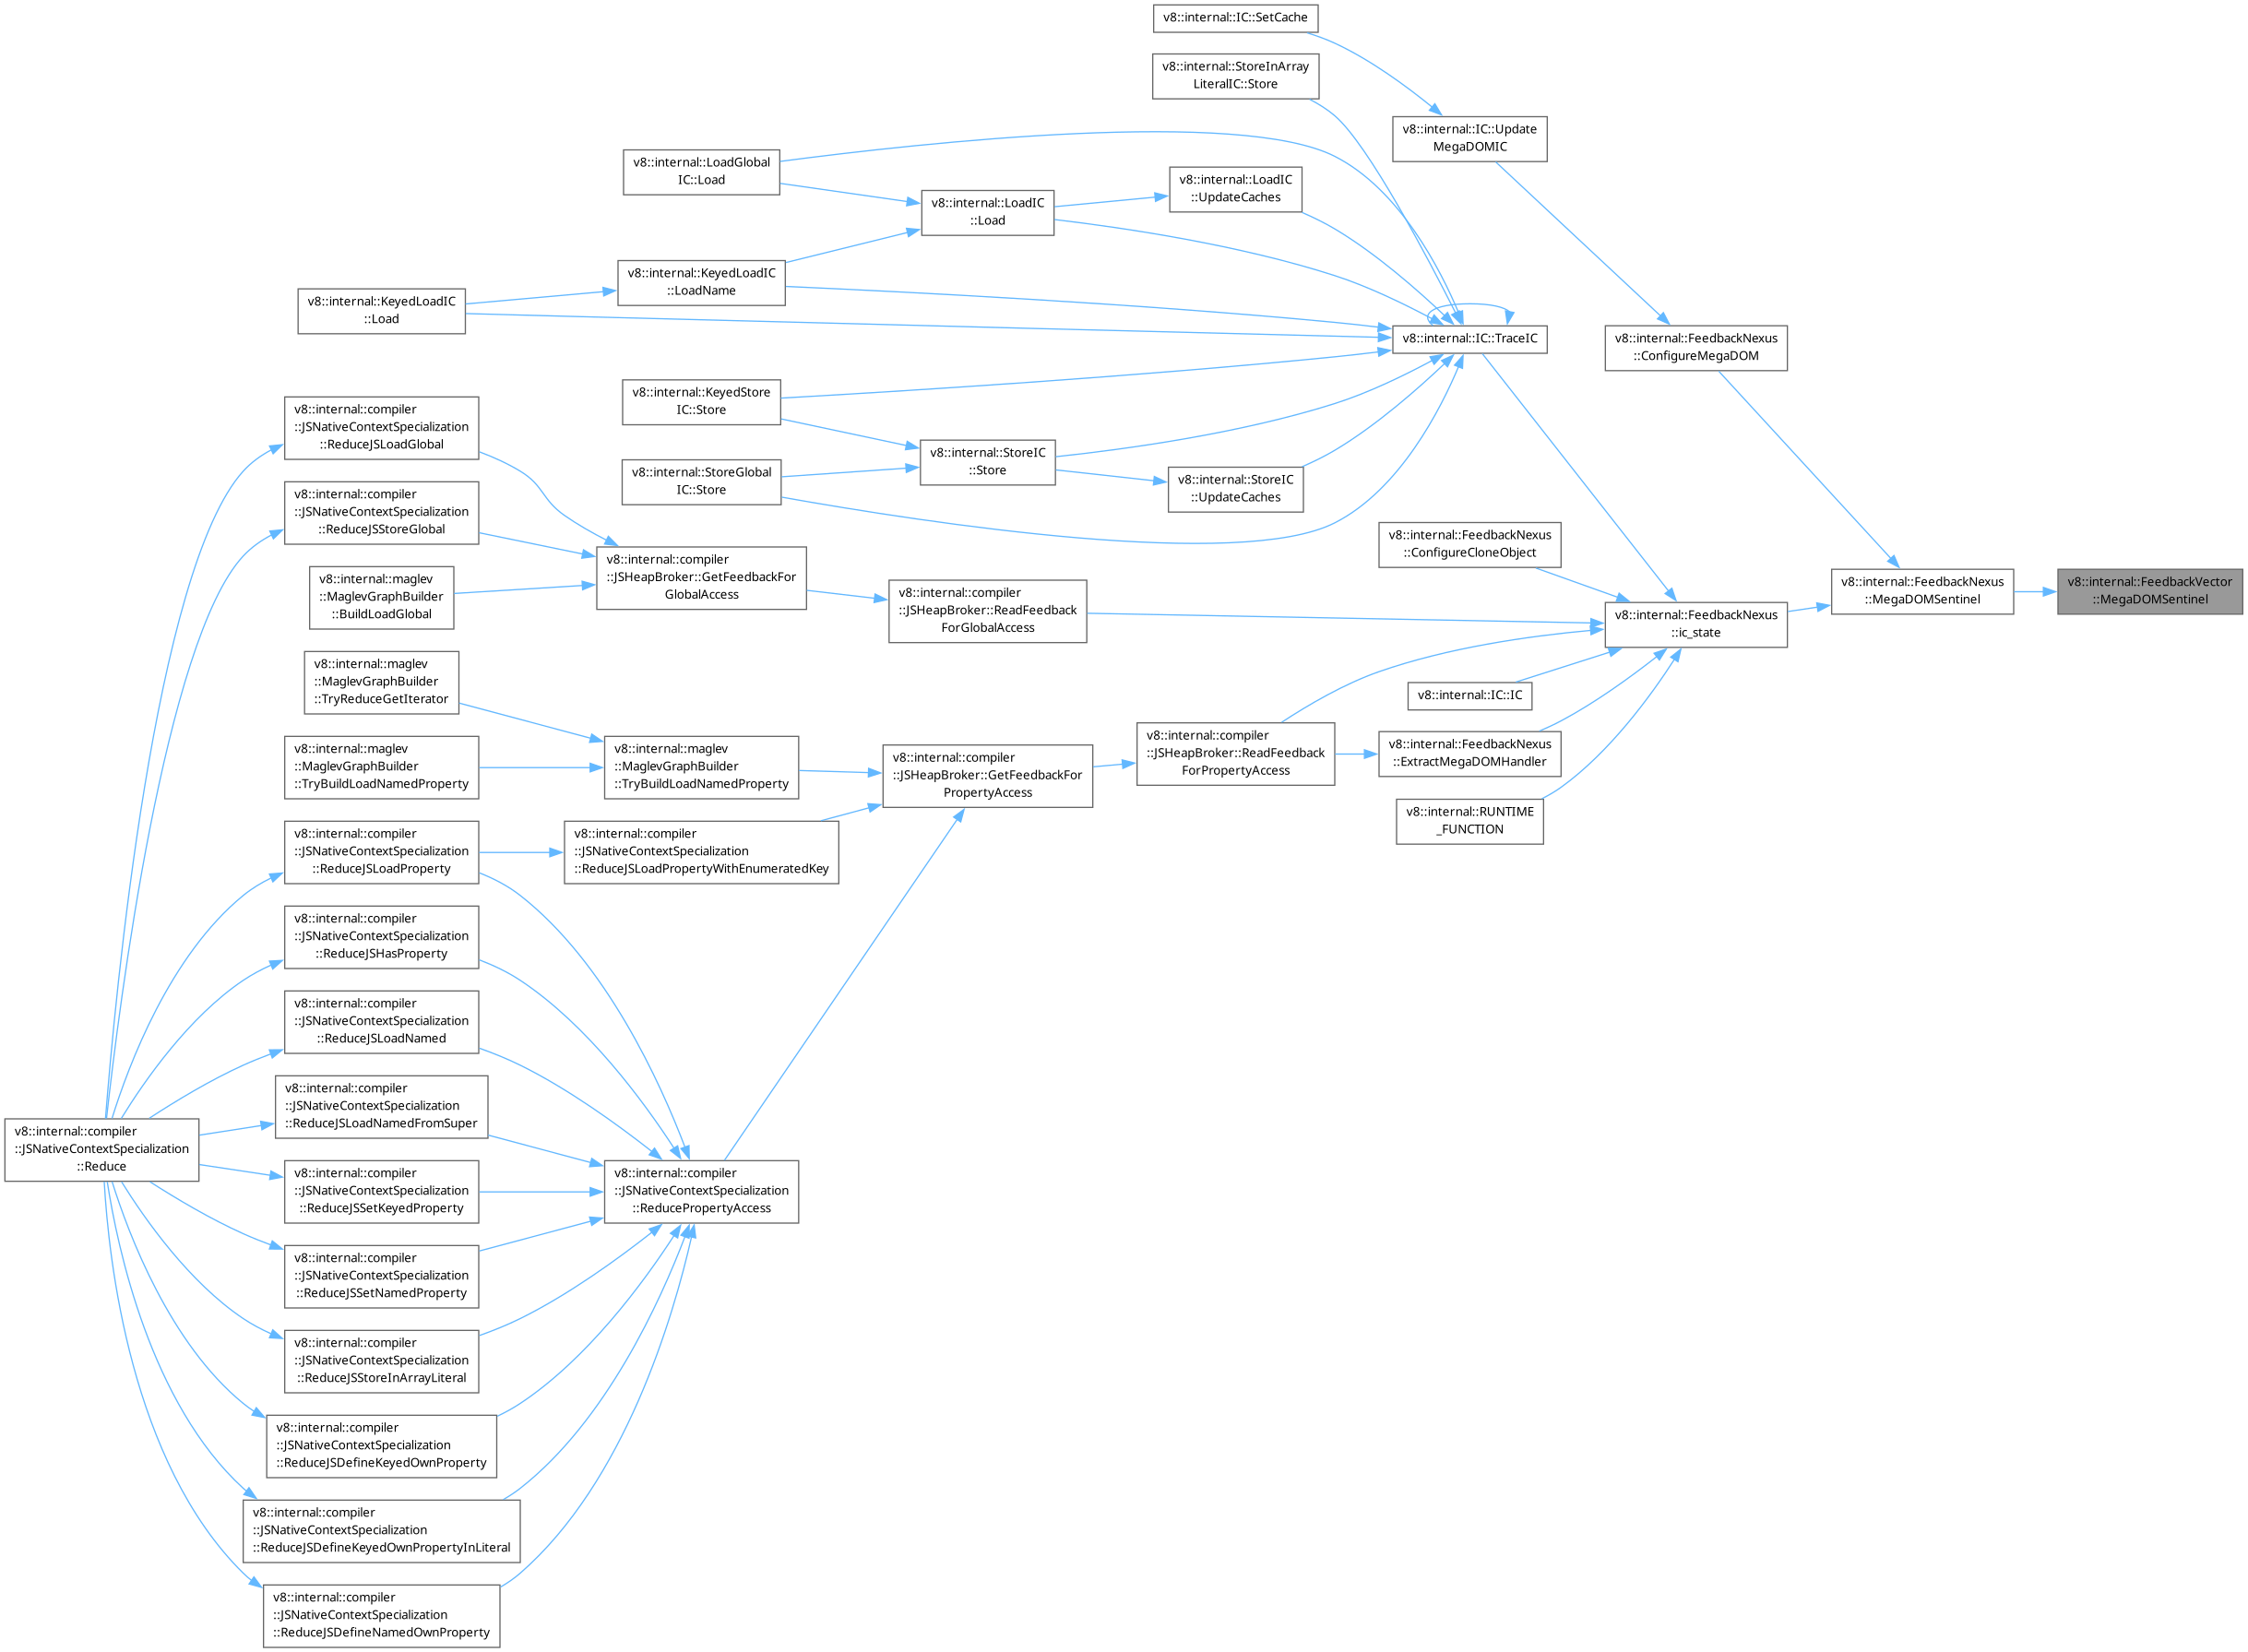 v8::internal::IC::SetCache
v8::internal::StoreInArray
LiteralIC::Store
v8::internal::IC::Update
MegaDOMIC
v8::internal::LoadGlobal
IC::Load
v8::internal::LoadIC
::UpdateCaches
v8::internal::LoadIC
::Load
v8::internal::KeyedLoadIC
::LoadName
v8::internal::KeyedLoadIC
::Load
v8::internal::IC::TraceIC
v8::internal::FeedbackNexus
::ConfigureMegaDOM
v8::internal::KeyedStore
IC::Store
v8::internal::compiler
::JSNativeContextSpecialization
::ReduceJSLoadGlobal
v8::internal::StoreIC
::Store
v8::internal::StoreGlobal
IC::Store
v8::internal::StoreIC
::UpdateCaches
v8::internal::compiler
::JSNativeContextSpecialization
::ReduceJSStoreGlobal
v8::internal::FeedbackNexus
::ConfigureCloneObject
v8::internal::compiler
::JSHeapBroker::GetFeedbackFor
GlobalAccess
v8::internal::maglev
::MaglevGraphBuilder
::BuildLoadGlobal
v8::internal::compiler
::JSHeapBroker::ReadFeedback
ForGlobalAccess
v8::internal::FeedbackNexus
::MegaDOMSentinel
v8::internal::FeedbackVector
::MegaDOMSentinel
v8::internal::FeedbackNexus
::ic_state
v8::internal::maglev
::MaglevGraphBuilder
::TryReduceGetIterator
v8::internal::IC::IC
v8::internal::compiler
::JSHeapBroker::ReadFeedback
ForPropertyAccess
v8::internal::FeedbackNexus
::ExtractMegaDOMHandler
v8::internal::maglev
::MaglevGraphBuilder
::TryBuildLoadNamedProperty
v8::internal::maglev
::MaglevGraphBuilder
::TryBuildLoadNamedProperty
v8::internal::compiler
::JSHeapBroker::GetFeedbackFor
PropertyAccess
v8::internal::RUNTIME
_FUNCTION
v8::internal::compiler
::JSNativeContextSpecialization
::ReduceJSLoadProperty
v8::internal::compiler
::JSNativeContextSpecialization
::ReduceJSLoadPropertyWithEnumeratedKey
v8::internal::compiler
::JSNativeContextSpecialization
::ReduceJSHasProperty
v8::internal::compiler
::JSNativeContextSpecialization
::ReduceJSLoadNamed
v8::internal::compiler
::JSNativeContextSpecialization
::ReduceJSLoadNamedFromSuper
v8::internal::compiler
::JSNativeContextSpecialization
::Reduce
v8::internal::compiler
::JSNativeContextSpecialization
::ReduceJSSetKeyedProperty
v8::internal::compiler
::JSNativeContextSpecialization
::ReducePropertyAccess
v8::internal::compiler
::JSNativeContextSpecialization
::ReduceJSSetNamedProperty
v8::internal::compiler
::JSNativeContextSpecialization
::ReduceJSStoreInArrayLiteral
v8::internal::compiler
::JSNativeContextSpecialization
::ReduceJSDefineKeyedOwnProperty
v8::internal::compiler
::JSNativeContextSpecialization
::ReduceJSDefineKeyedOwnPropertyInLiteral
v8::internal::compiler
::JSNativeContextSpecialization
::ReduceJSDefineNamedOwnProperty